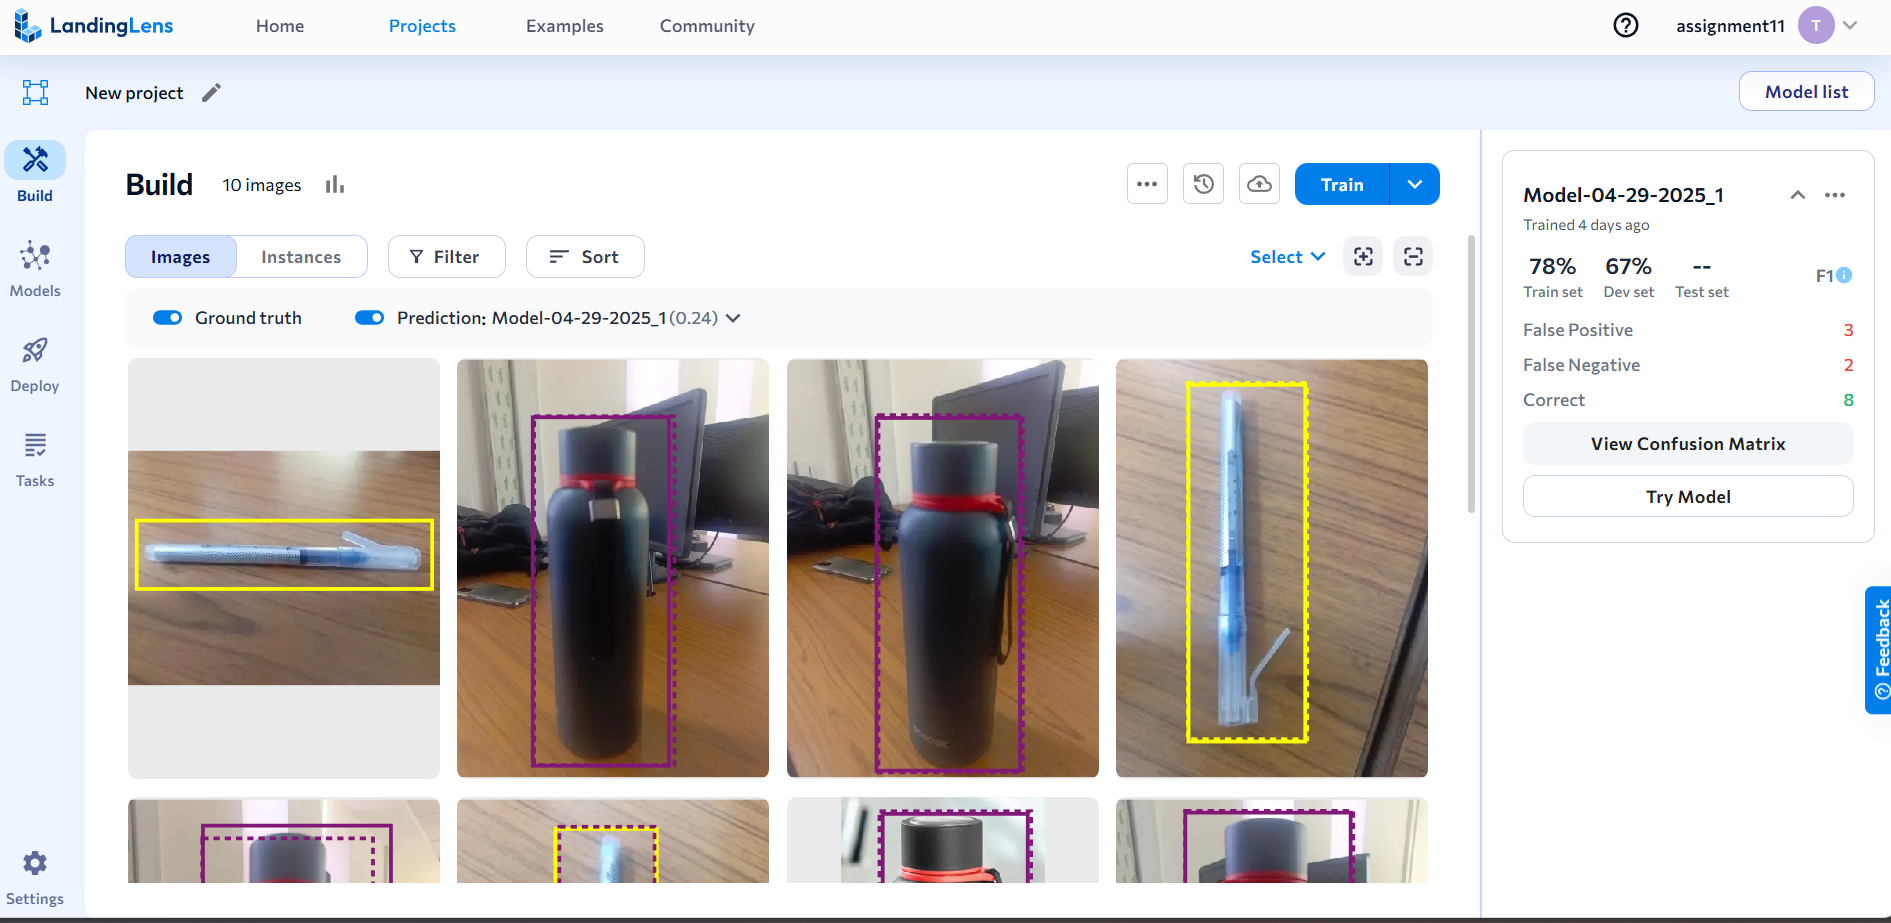 LandingLens
Home
Projects
Examples
Community
assignment11
T
New project
Model list
Build
Models
Deploy
Tasks
Settings
Build
10 images
Train
Images
Instances
Filter
Sort
Select
Ground truth
Prediction: Model-04-29-2025_1(0.24)
Model-04-29-2025_1
Trained 4 days ago
78%
67%
--
F1
Train set
Dev set
Test set
False Positive
3
False Negative
2
Correct
8
View Confusion Matrix
Try Model
Feedback